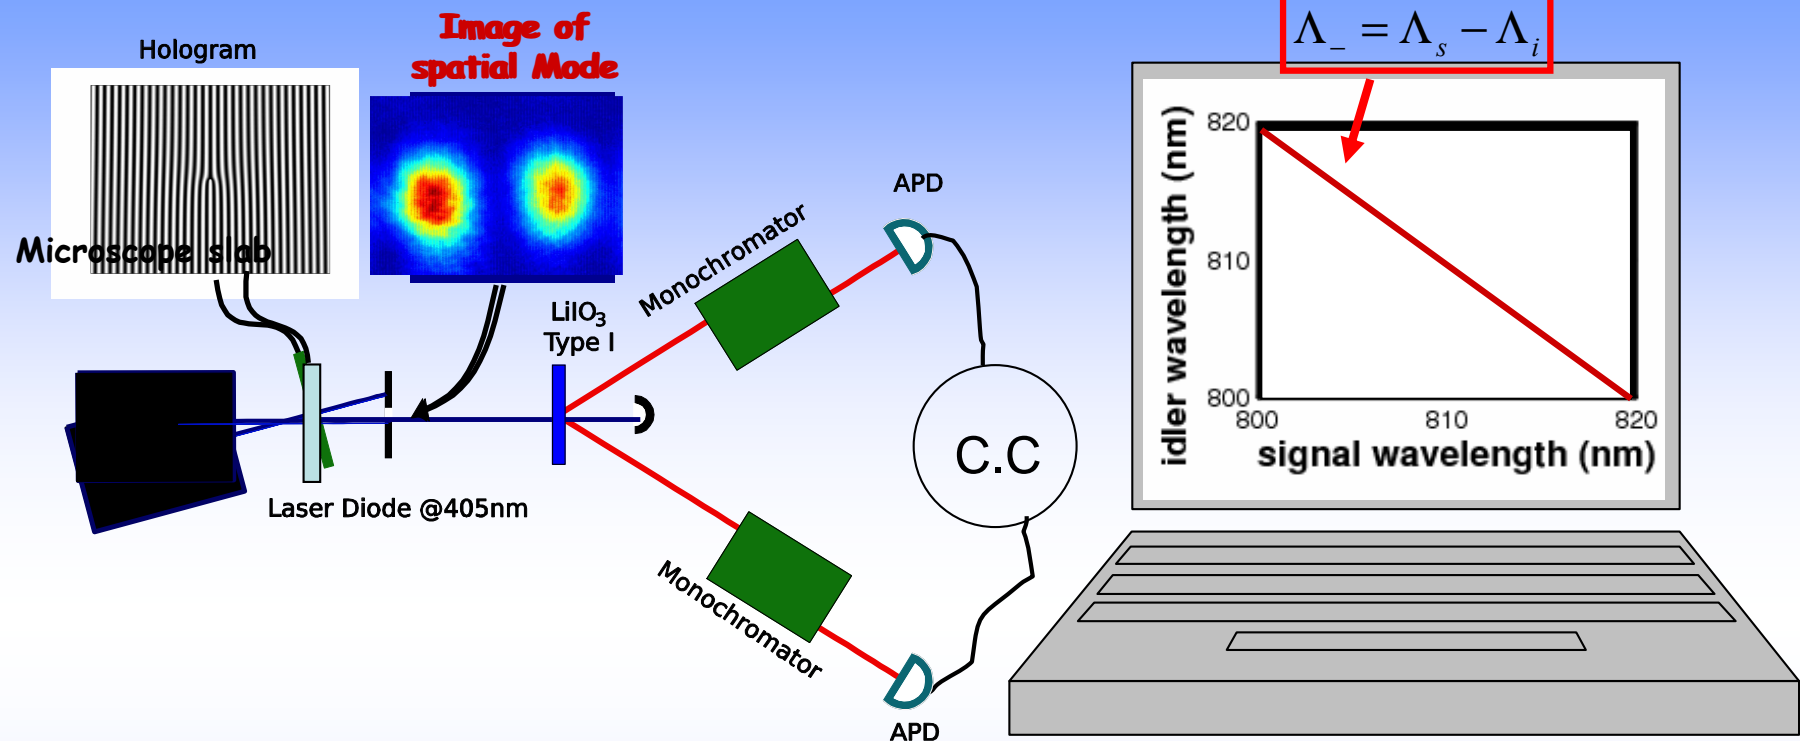 Hologram
Image of
spatial Mode
Microscope slab
LiIO3
Type I
Laser Diode @405nm
Monochromator
APD
C.C
Monochromator
APD
Λ− = Λs − Λi
idler wavelength (nm)
820
810
800
800 810 820
signal wavelength (nm)